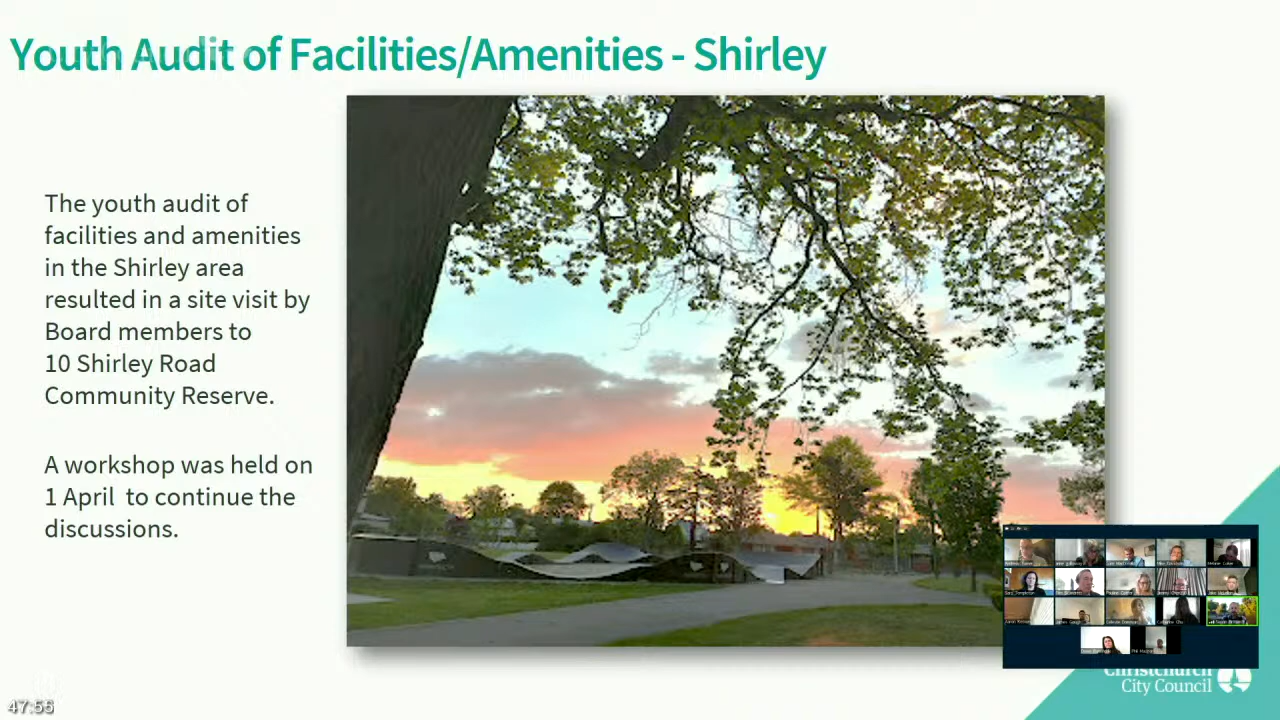 Youth Audit of Facilities/Amenities - Shirley
The youth audit of
facilities and amenities
in the Shirley area
resulted in a site visit by
Board members to
10 Shirley Road
Community Reserve.
A workshop was held on
1 April to continue the
discussions.
Christchurch
City Council
47:56